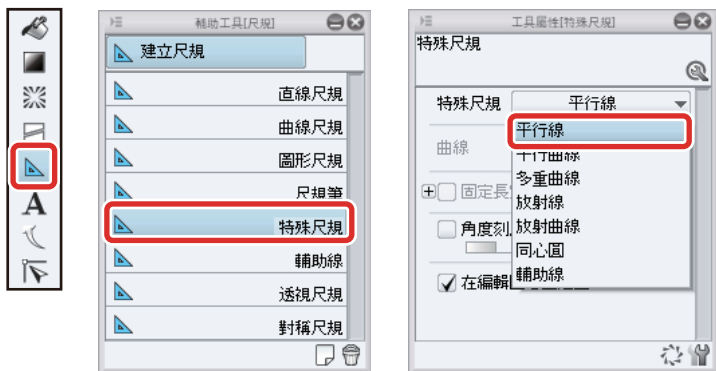 A
輔助工具[尺規]
建立尺規
直線尺規
曲線尺規
圖形尺規
尺規筆
特殊尺規
輔助線
透視尺規
對稱尺規
工具屬性[特殊尺規]
特殊尺規
特殊尺規 平行線
平行線
曲線
平行曲線
多重曲線
固定長
放射線
角度刻
放射曲線
同心圓
輔助線
在編輯